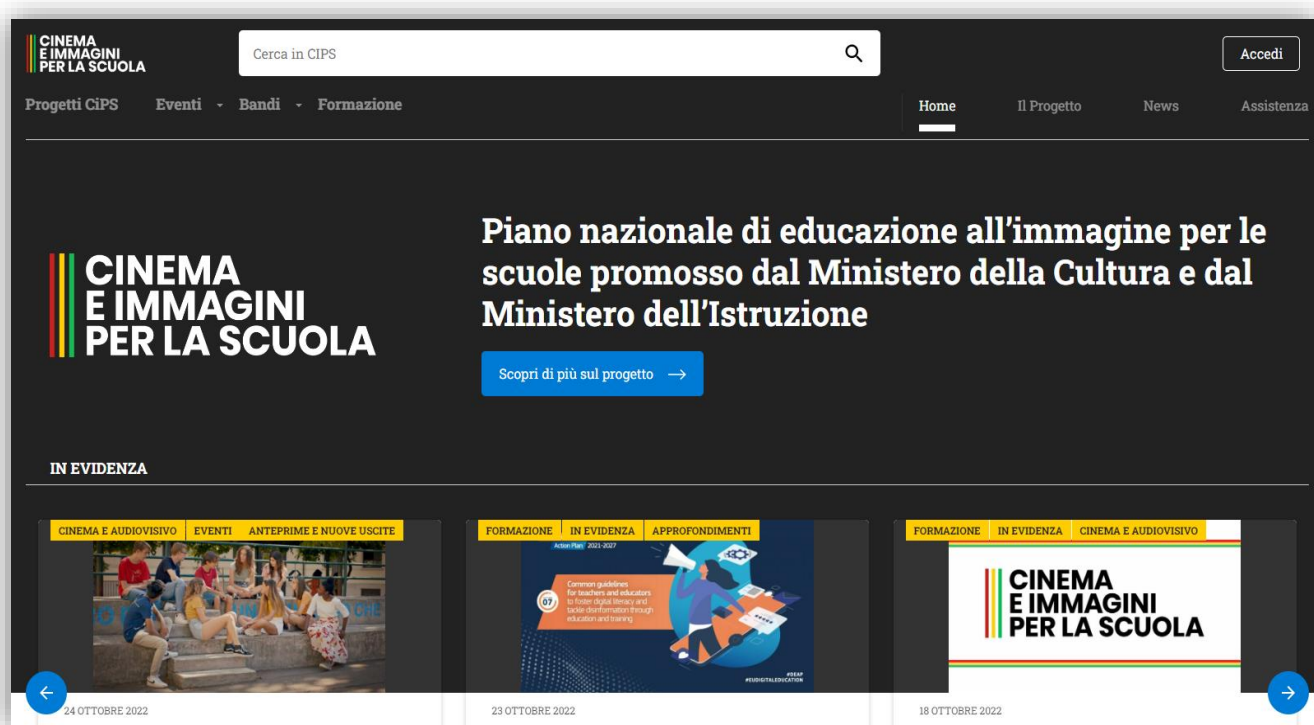 CINEMA
E IMMAGINI
PER LA SCUOLA
Cerca in CIPS
Accedi
Progetti CiPS Eventi - Bandi - Formazione
Home Il Progetto News Assistenza
CINEMA
E IMMAGINI
PER LA SCUOLA
Piano nazionale di educazione all'immagine per le
scuole promosso dal Ministero della Cultura e dal
Ministero dell'Istruzione
Scopri di più sul progetto →
IN EVIDENZA
CINEMA E AUDIOVISIVO EVENTI ANTEPRIME E NUOVE USCITE
24 OTTOBRE 2022
FORMAZIONE IN EVIDENZA APPROFONDIMENTI
Action Plan 2021-2027
07
Common guidelines
for teachers and educators
to foster digital literacy and
tackle disinformation through
education and training
#DEAP
#EUDIGITALEDUCATION
23 OTTOBRE 2022
FORMAZIONE IN EVIDENZA CINEMA E AUDIOVISIVO
CINEMA
E IMMAGINI
PER LA SCUOLA
18 OTTOBRE 2022